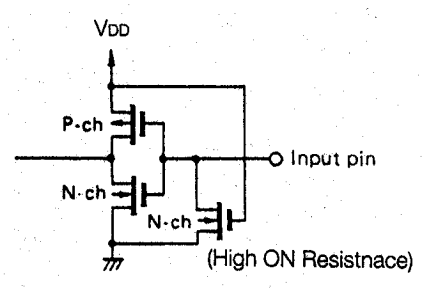 VDD
P-ch
Input pin
N-ch
N-ch
(High ON Resistnace)